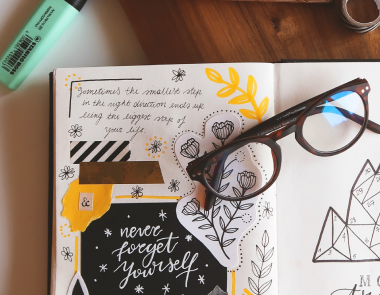 Sometimes the smallest step
in the right direction ends up
being the biggest step of
your life.
&
never
forget
yourself